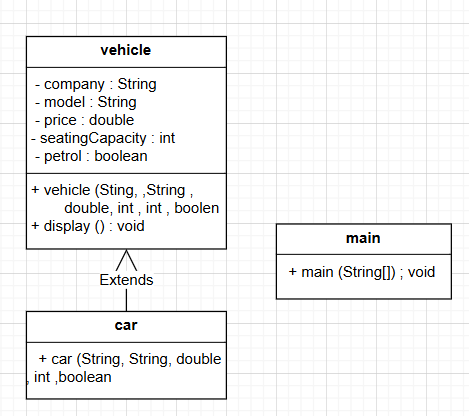 vehicle
- company : String
- model : String
- price : double
- seatingCapacity : int
- petrol : boolean
+ vehicle (Sting, ,String ,
double, int , int , boolen
+ display () : void
Extends
car
+ car (String, String, double
, int ,boolean
main
+ main (String[]) ; void